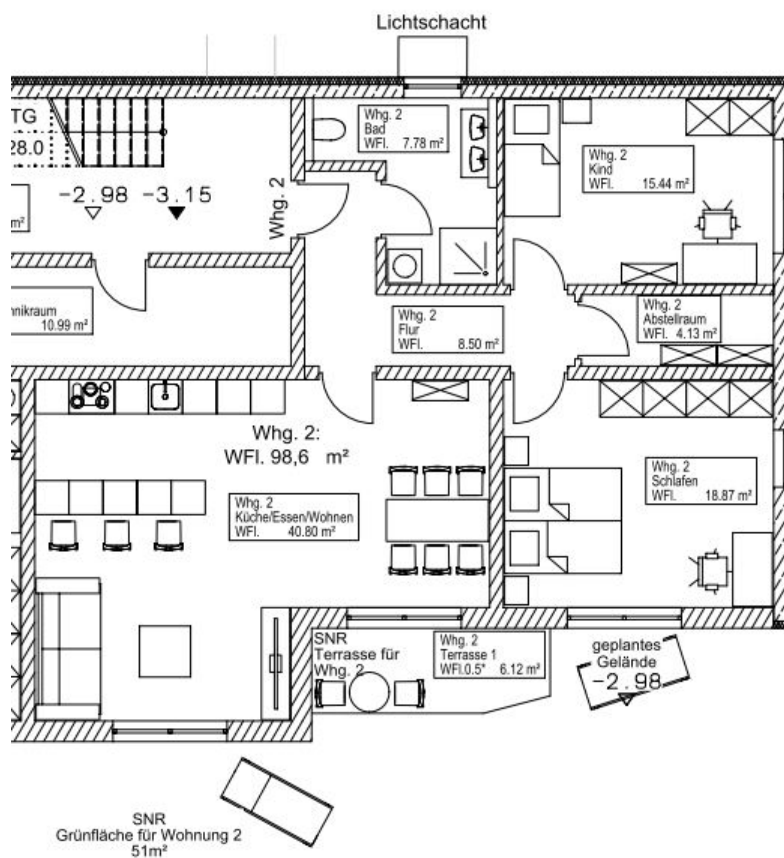 Lichtschacht
TG
28.0
-2.98
-3.15
m²
Whg. 2
Whg. 2
Bad
WFl. 7.78 m²
Whg. 2
Kind
WFl. 15.44 m²
nnikraum
10.99 m²
Whg. 2
Flur
WFl. 8.50 m²
Whg. 2
Abstellraum
WFl. 4.13 m²
Whg. 2:
WFl. 98,6 m²
Whg. 2
Küche/Essen/Wohnen
WFl. 40.80 m²
Whg. 2
Schlafen
WFl. 18.87 m²
SNR
Terrasse für
Whg. 2
Whg. 2
Terrasse 1
WFl.0.5* 6.12 m²
geplantes
Gelände
-2.98
SNR
Grünfläche für Wohnung 2
51m²